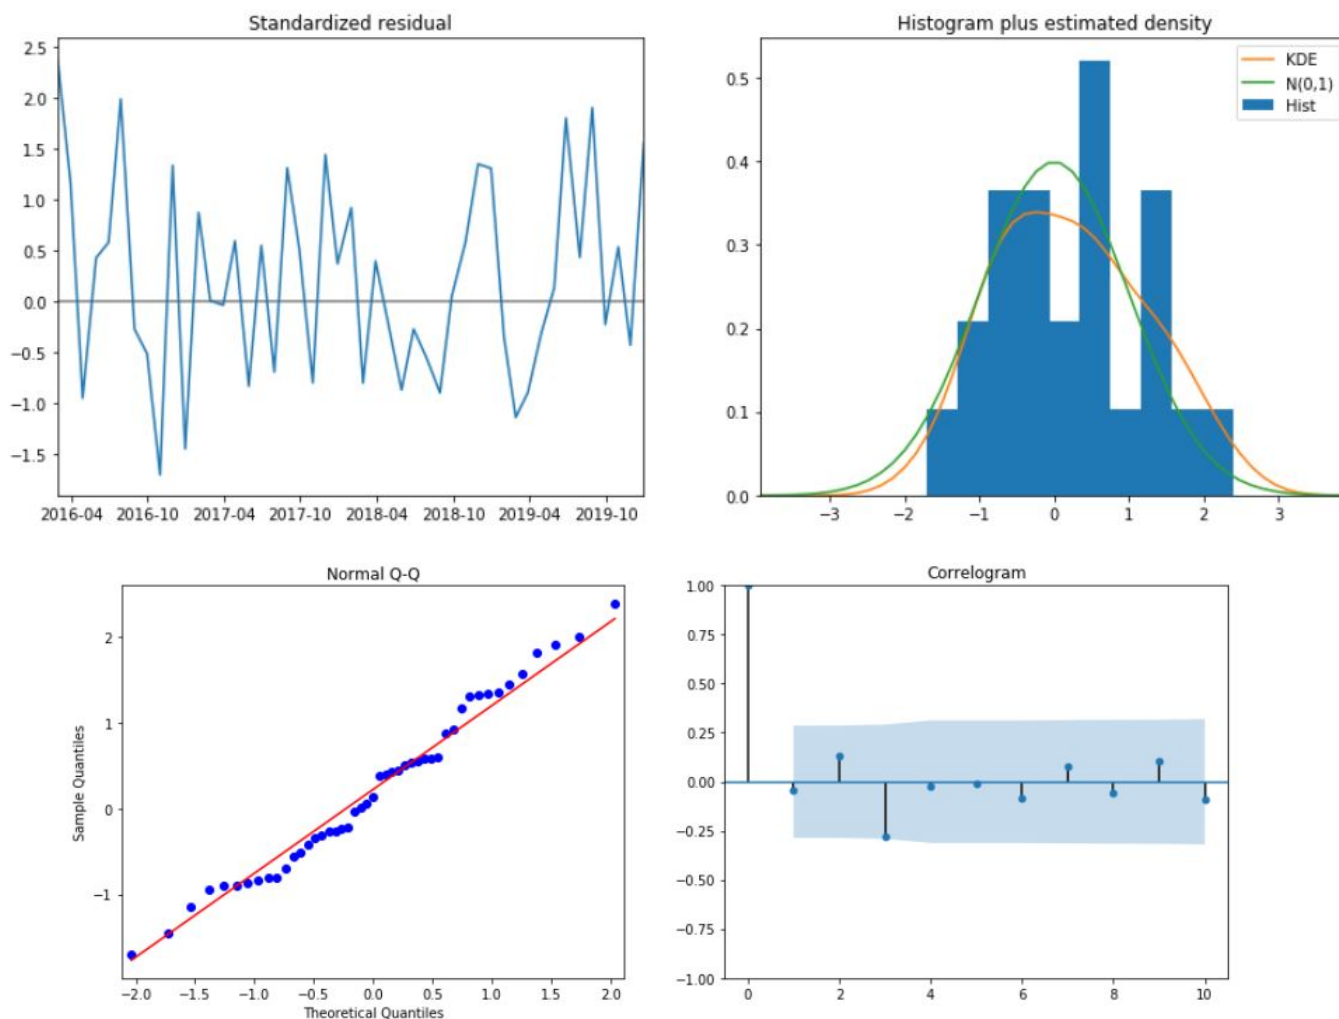 Standardized residual
2.5
2.0
1.5
1.0
0.5
0.0
−0.5
−1.0
−1.5
2016-04 2016-10 2017-04 2017-10 2018-04 2018-10 2019-04 2019-10
Histogram plus estimated density
KDE
N(0,1)
Hist
0.5
0.4
0.3
0.2
0.1
0.0
−3 −2 −1 0 1 2 3
Normal Q-Q
Sample Quantiles
2
1
0
−1
−2.0 −1.5 −1.0 −0.5 0.0 0.5 1.0 1.5 2.0
Theoretical Quantiles
Correlogram
1.00
0.75
0.50
0.25
0.00
−0.25
−0.50
−0.75
−1.00
0 2 4 6 8 10